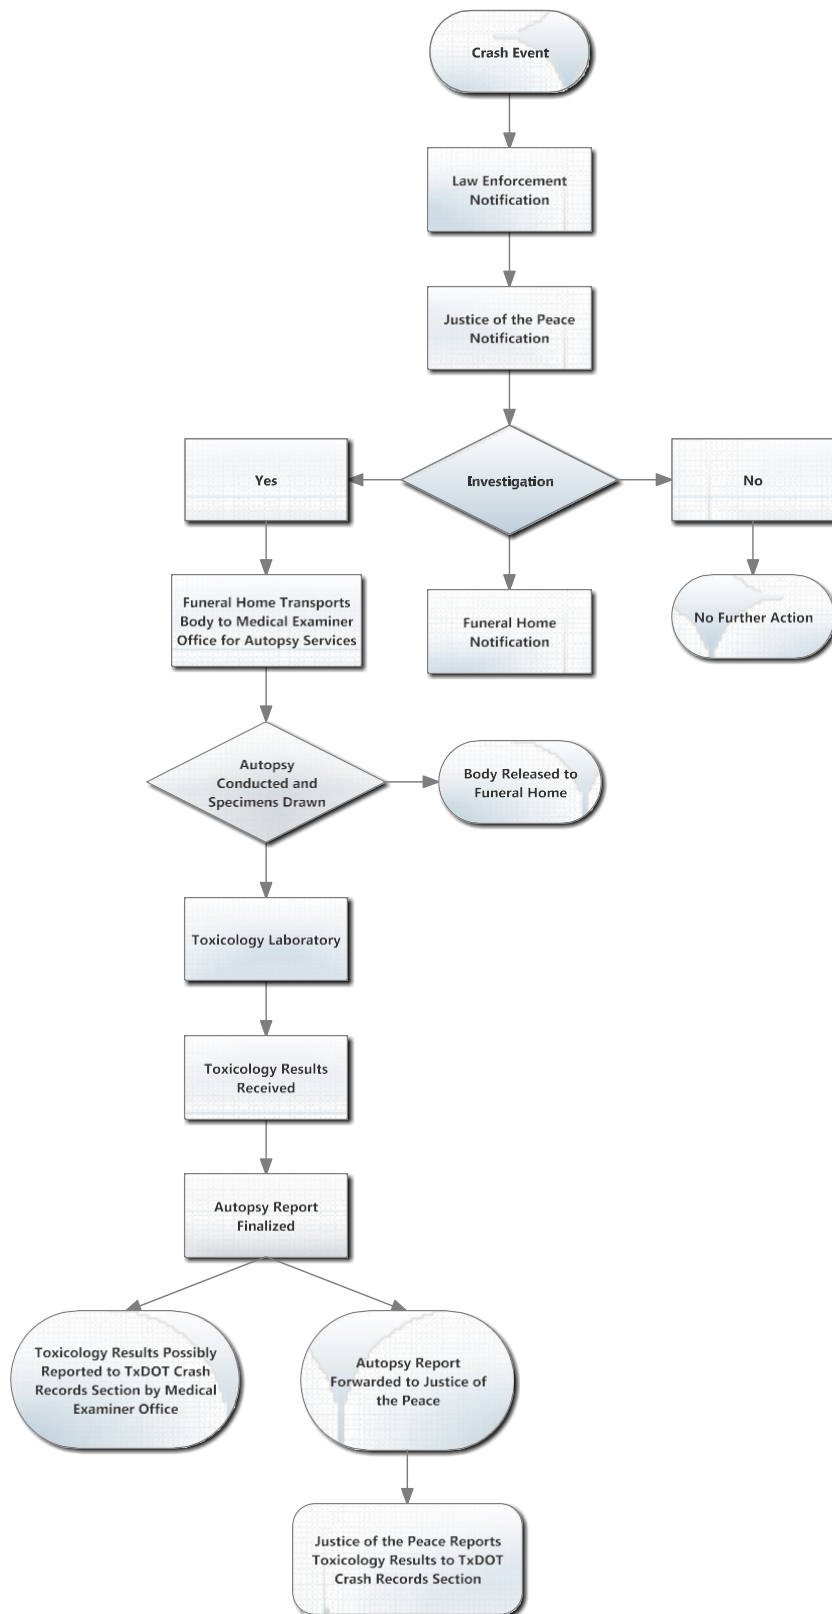 Crash Event
Law Enforcement
Notification
Justice of the Peace
Notification
Yes
Investigation
No
Funeral Home Transports
Body to Medical Examiner
Office for Autopsy Services
Funeral Home
Notification
No Further Action
Autopsy
Conducted and
Specimens Drawn
Body Released to
Funeral Home
Toxicology Laboratory
Toxicology Results
Received
Autopsy Report
Finalized
Toxicology Results Possibly
Reported to TxDOT Crash
Records Section by Medical
Examiner Office
Autopsy Report
Forwarded to Justice of
the Peace
Justice of the Peace Reports
Toxicology Results to TxDOT
Crash Records Section